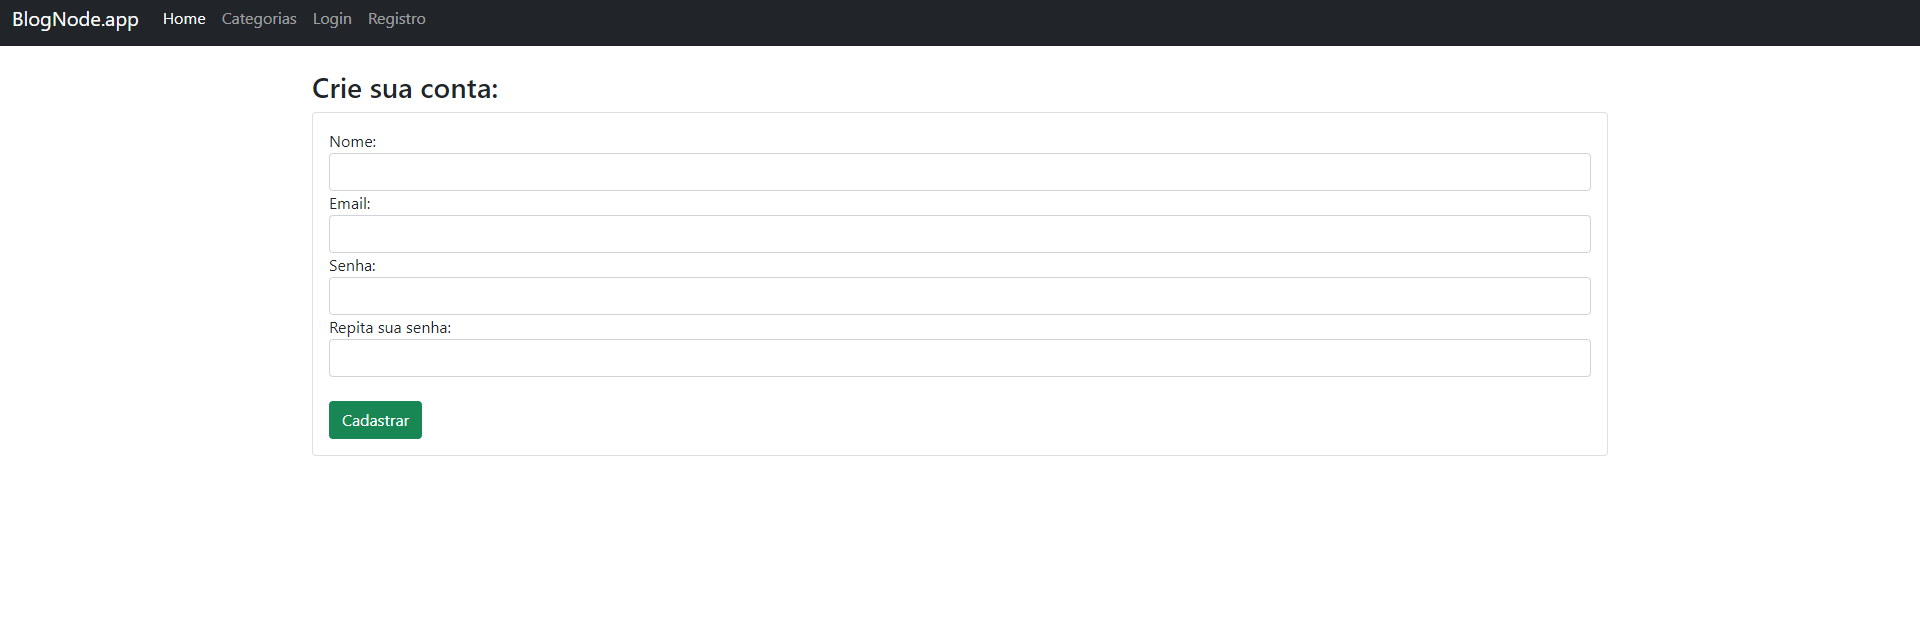 BlogNode.app Home Categorias Login Registro
Crie sua conta:
Nome:
Email:
Senha:
Repita sua senha:
Cadastrar